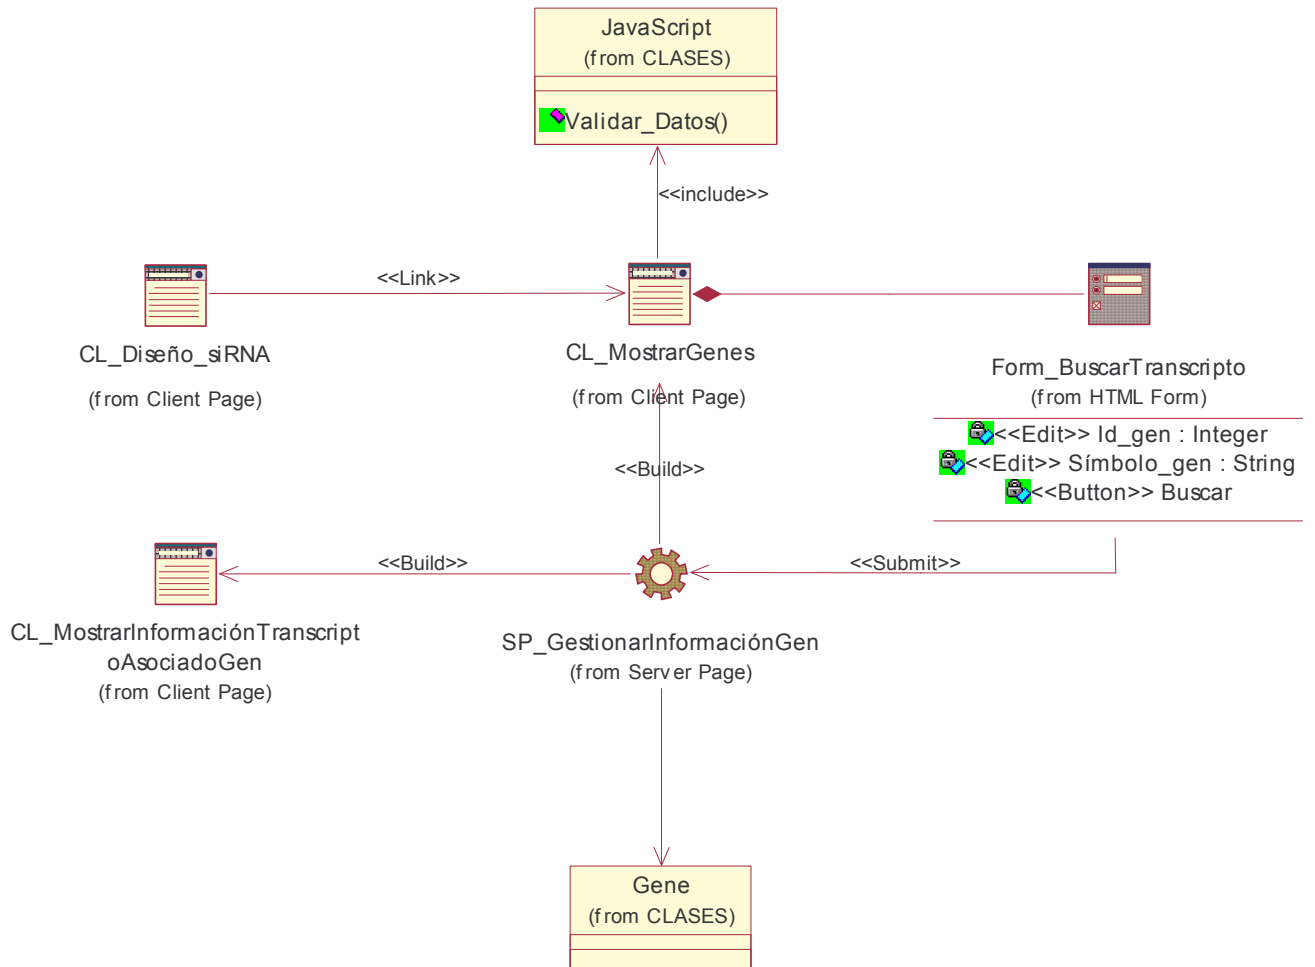 JavaScript
(from CLASES)
Validar_Datos()
<<include>>
<<Link>>
CL_Diseño_siRNA
(from Client Page)
CL_MostrarGenes
(from Client Page)
Form_BuscarTranscripto
(from HTML Form)
<<Edit>> Id_gen : Integer
<<Edit>> Símbolo_gen : String
<<Button>> Buscar
<<Build>>
<<Build>>
<<Submit>>
CL_MostrarInformaciónTranscript
oAsociadoGen
(from Client Page)
SP_GestionarInformaciónGen
(from Server Page)
Gene
(from CLASES)